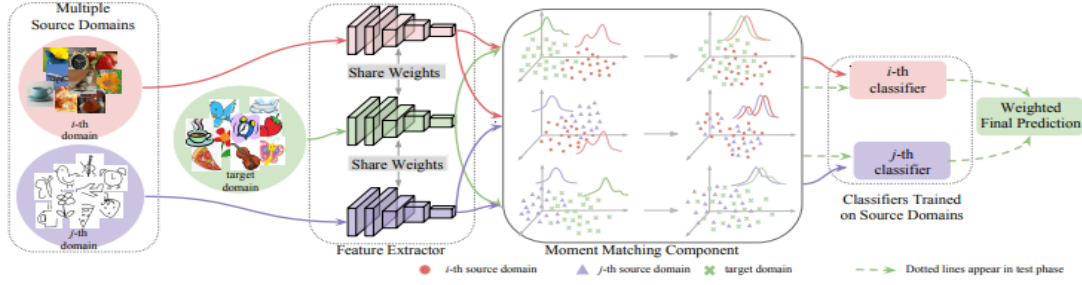 Multiple
Source Domains
i-th
domain
target
domain
j-th
domain
Share Weights
Share Weights
Feature Extractor
Moment Matching Component
i-th
classifier
j-th
classifier
Weighted
Final Prediction
Classifiers Trained
on Source Domains
i-th source domain
j-th source domain
target domain
Dotted lines appear in test phase